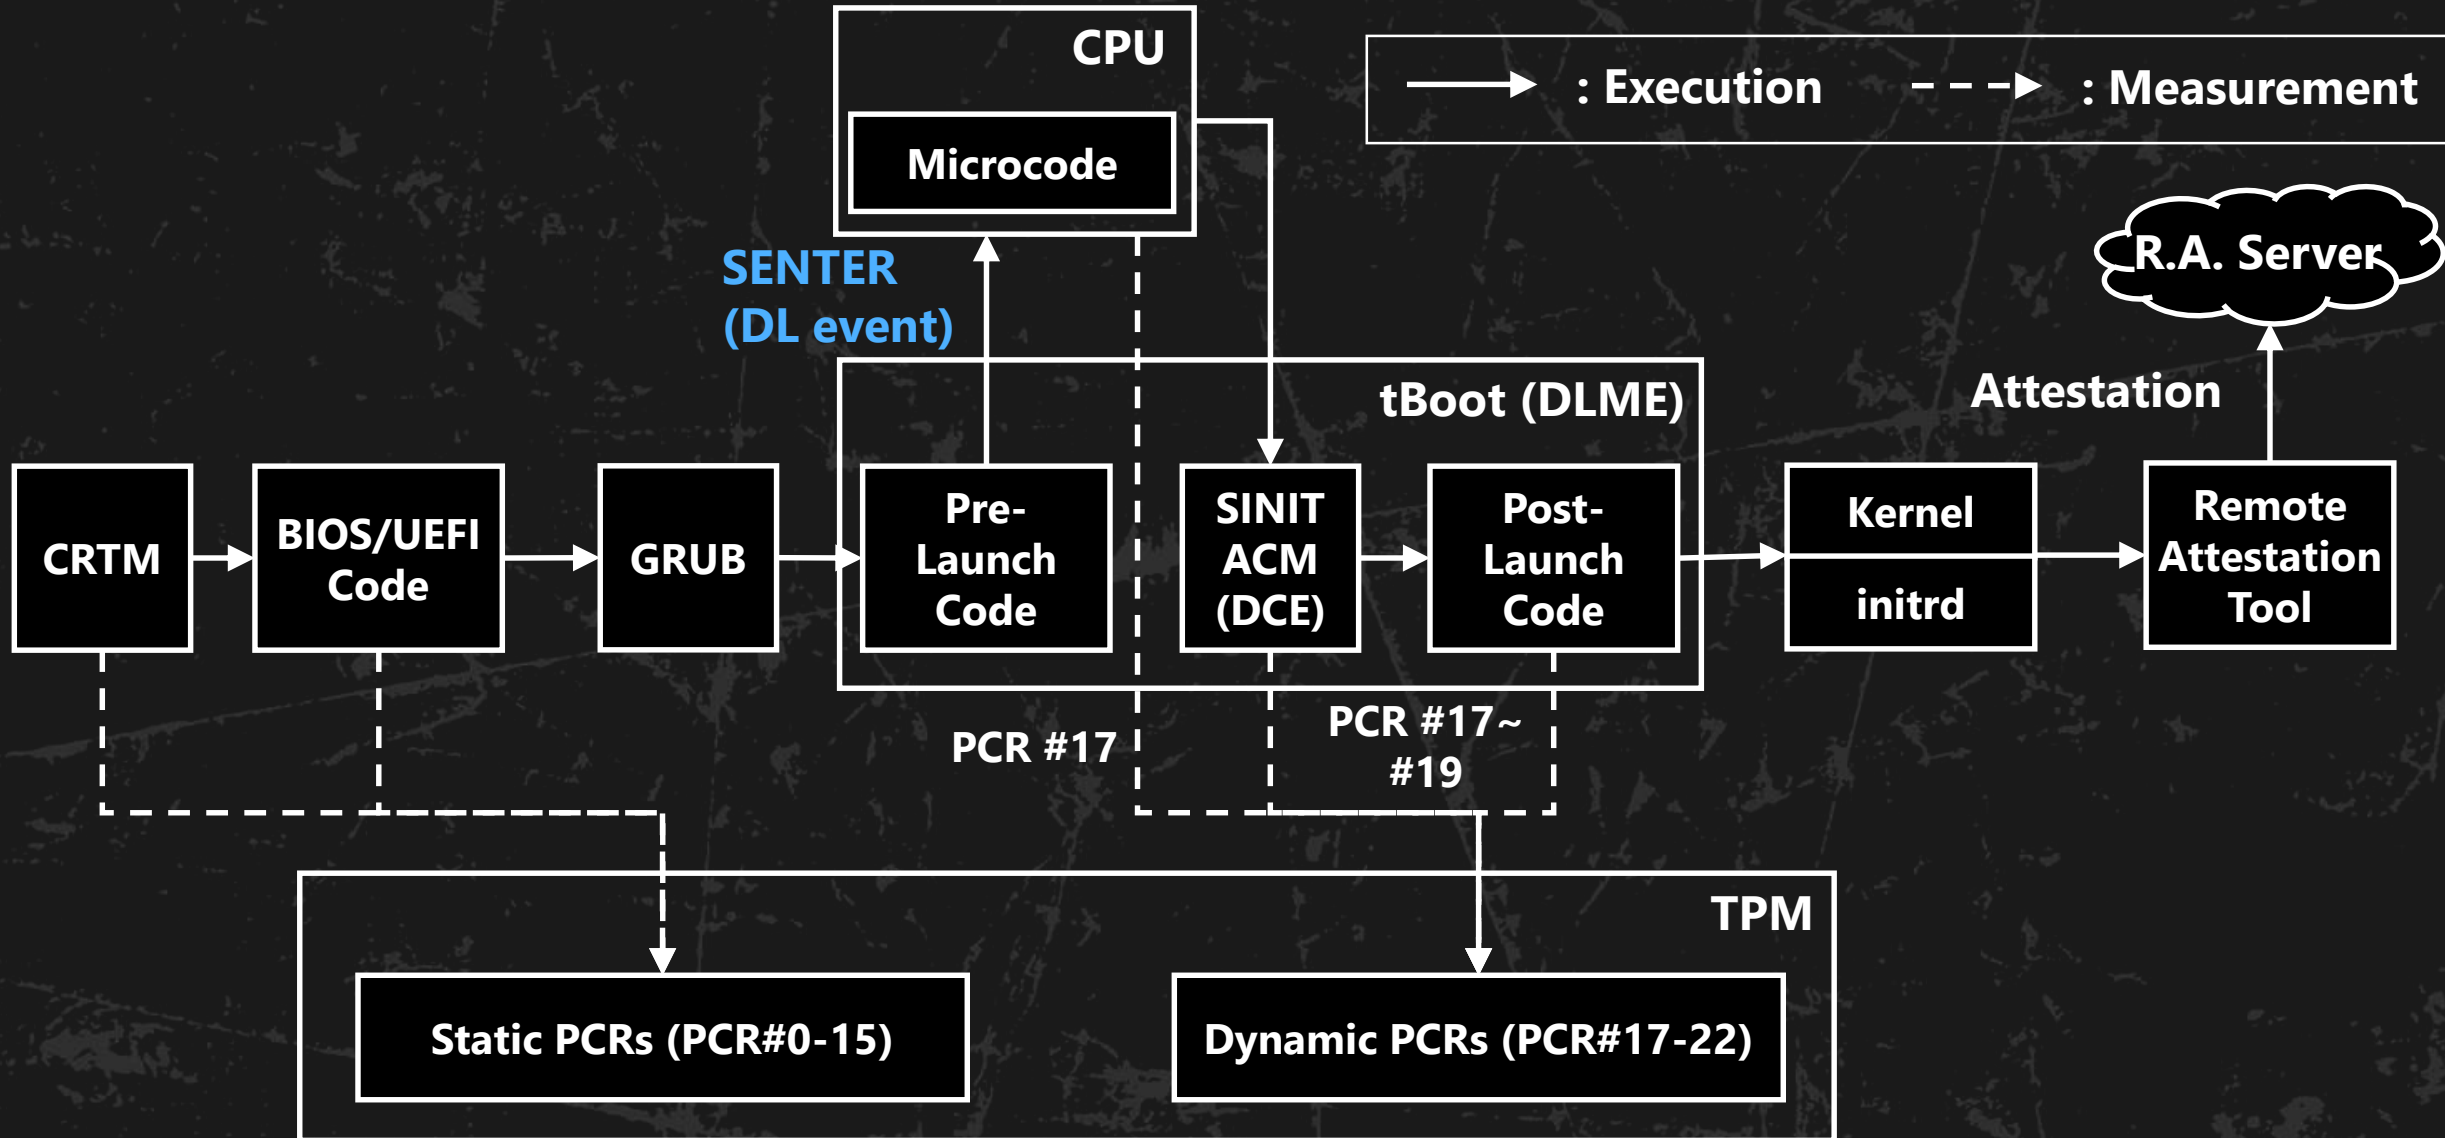 CPU
Microcode
: Execution
: Measurement
R.A. Server
SENTER
(DL event)
tBoot (DLME)
Attestation
CRTM
BIOS/UEFI
Code
GRUB
Pre-
Launch
Code
SINIT
ACM
(DCE)
Post-
Launch
Code
Kernel
initrd
Remote
Attestation
Tool
PCR #17
PCR #17~
#19
TPM
Static PCRs (PCR#0-15)
Dynamic PCRs (PCR#17-22)